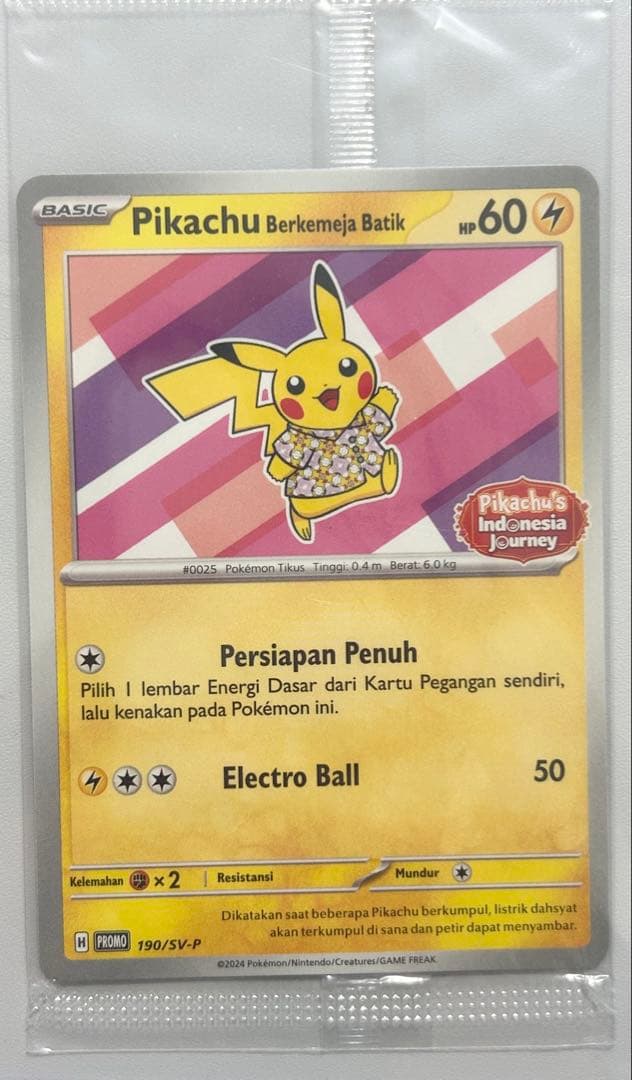 BASIC
Pikachu Berkemeja Batik HP 60
Pikachu's
Indonesia
Journey
#0025 Pokémon Tikus Tinggi: 0.4 m Berat: 6.0 kg
Persiapan Penuh
Pilih 1 lembar Energi Dasar dari Kartu Pegangan sendiri,
lalu kenakan pada Pokémon ini.
Electro Ball 50
Kelemahan ×2 Resistansi Mundur
Dikatakan saat beberapa Pikachu berkumpul, listrik dahsyat
akan terkumpul di sana dan petir dapat menyambar.
H PROMO 190/SV-P
©2024 Pokémon/Nintendo/Creatures/GAME FREAK